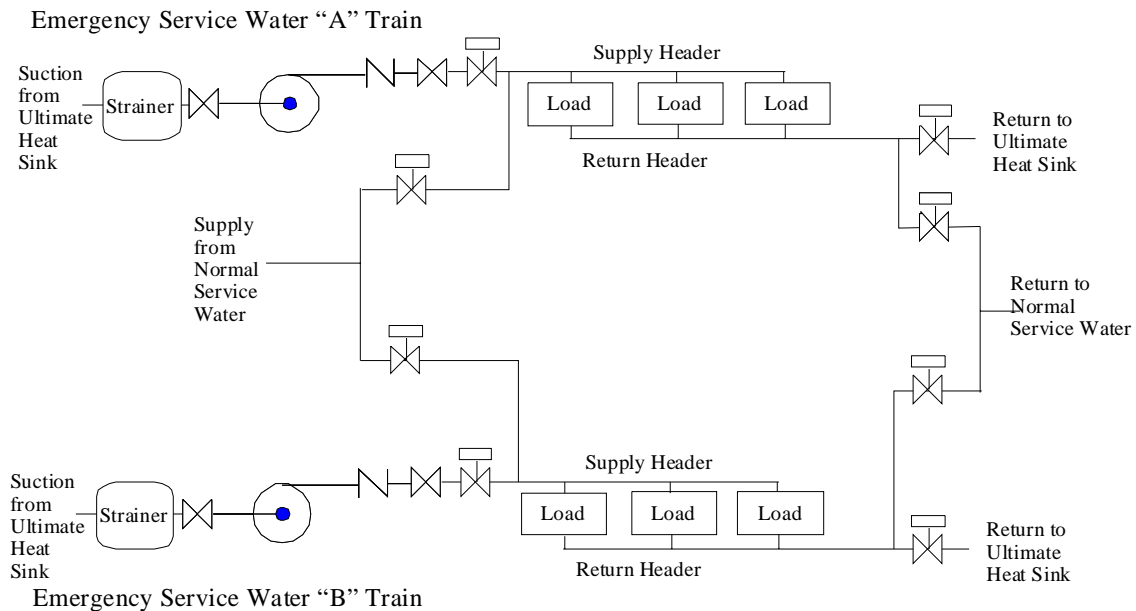 Emergency Service Water “A” Train
Suction
from
Ultimate
Heat
Sink
Strainer
Supply Header
Load
Load
Load
Return Header
Return to
Ultimate
Heat Sink
Supply
from
Normal
Service
Water
Return to
Normal
Service Water
Suction
from
Ultimate
Heat
Sink
Strainer
Supply Header
Load
Load
Load
Return Header
Return to
Ultimate
Heat Sink
Emergency Service Water “B” Train